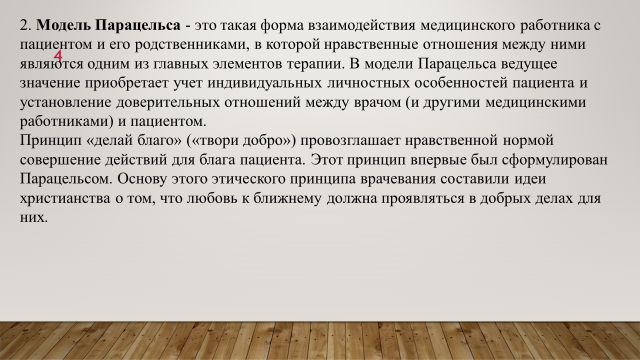 2. Модель Парацельса - это такая форма взаимодействия медицинского работника с
пациентом и его родственниками, в которой нравственные отношения между ними
являются одним из главных элементов терапии. В модели Парацельса ведущее
4
значение приобретает учет индивидуальных личностных особенностей пациента и
установление доверительных отношений между врачом (и другими медицинскими
работниками) и пациентом.
Принцип «делай благо» («твори добро») провозглашает нравственной нормой
совершение действий для блага пациента. Этот принцип впервые был сформулирован
Парацельсом. Основу этого этического принципа врачевания составили идеи
христианства о том, что любовь к ближнему должна проявляться в добрых делах для
них.